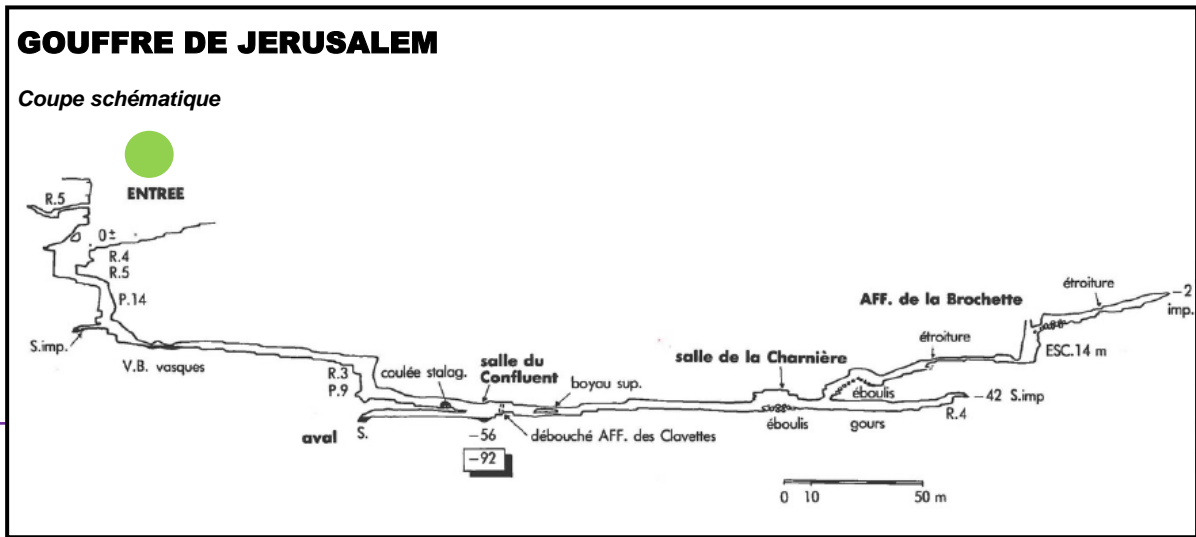 GOUFFRE DE JERUSALEM
Coupe schématique
ENTREE
R.5
0±
R.4
R.5
P.14
S.imp.
V.B. vasques
R.3
P.9
coulée stalag.
salle du
Confluent
boyau sup.
aval
S.
-56
-92
débouché AFF. des Clavettes
salle de la Charnière
éboulis
gours
éboulis
R.4
-42 S.imp
AFF. de la Brochette
étroiture
étroiture
ESC.14 m
-2
imp.
0 10 50 m